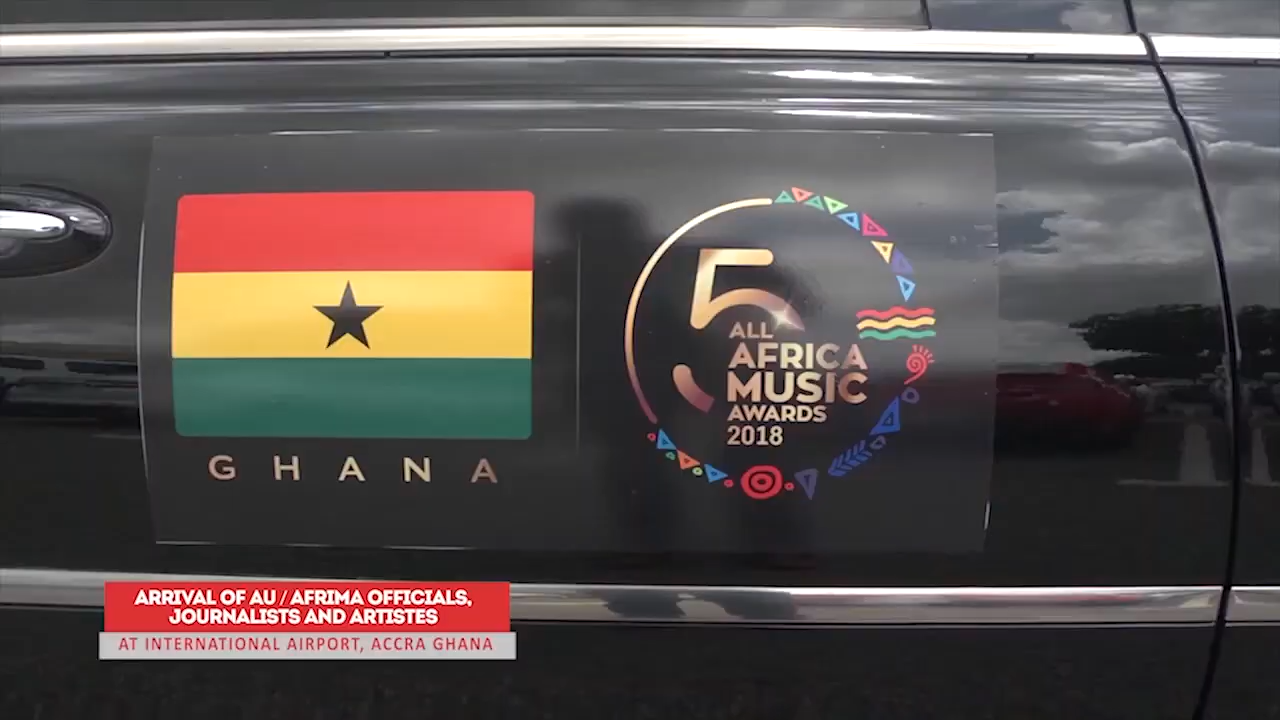 GHANA
5
ALL
AFRICA
MUSIC
AWARDS
2018
ARRIVAL OF AU / AFRIMA OFFICIALS,
JOURNALISTS AND ARTISTES
AT INTERNATIONAL AIRPORT, ACCRA GHANA